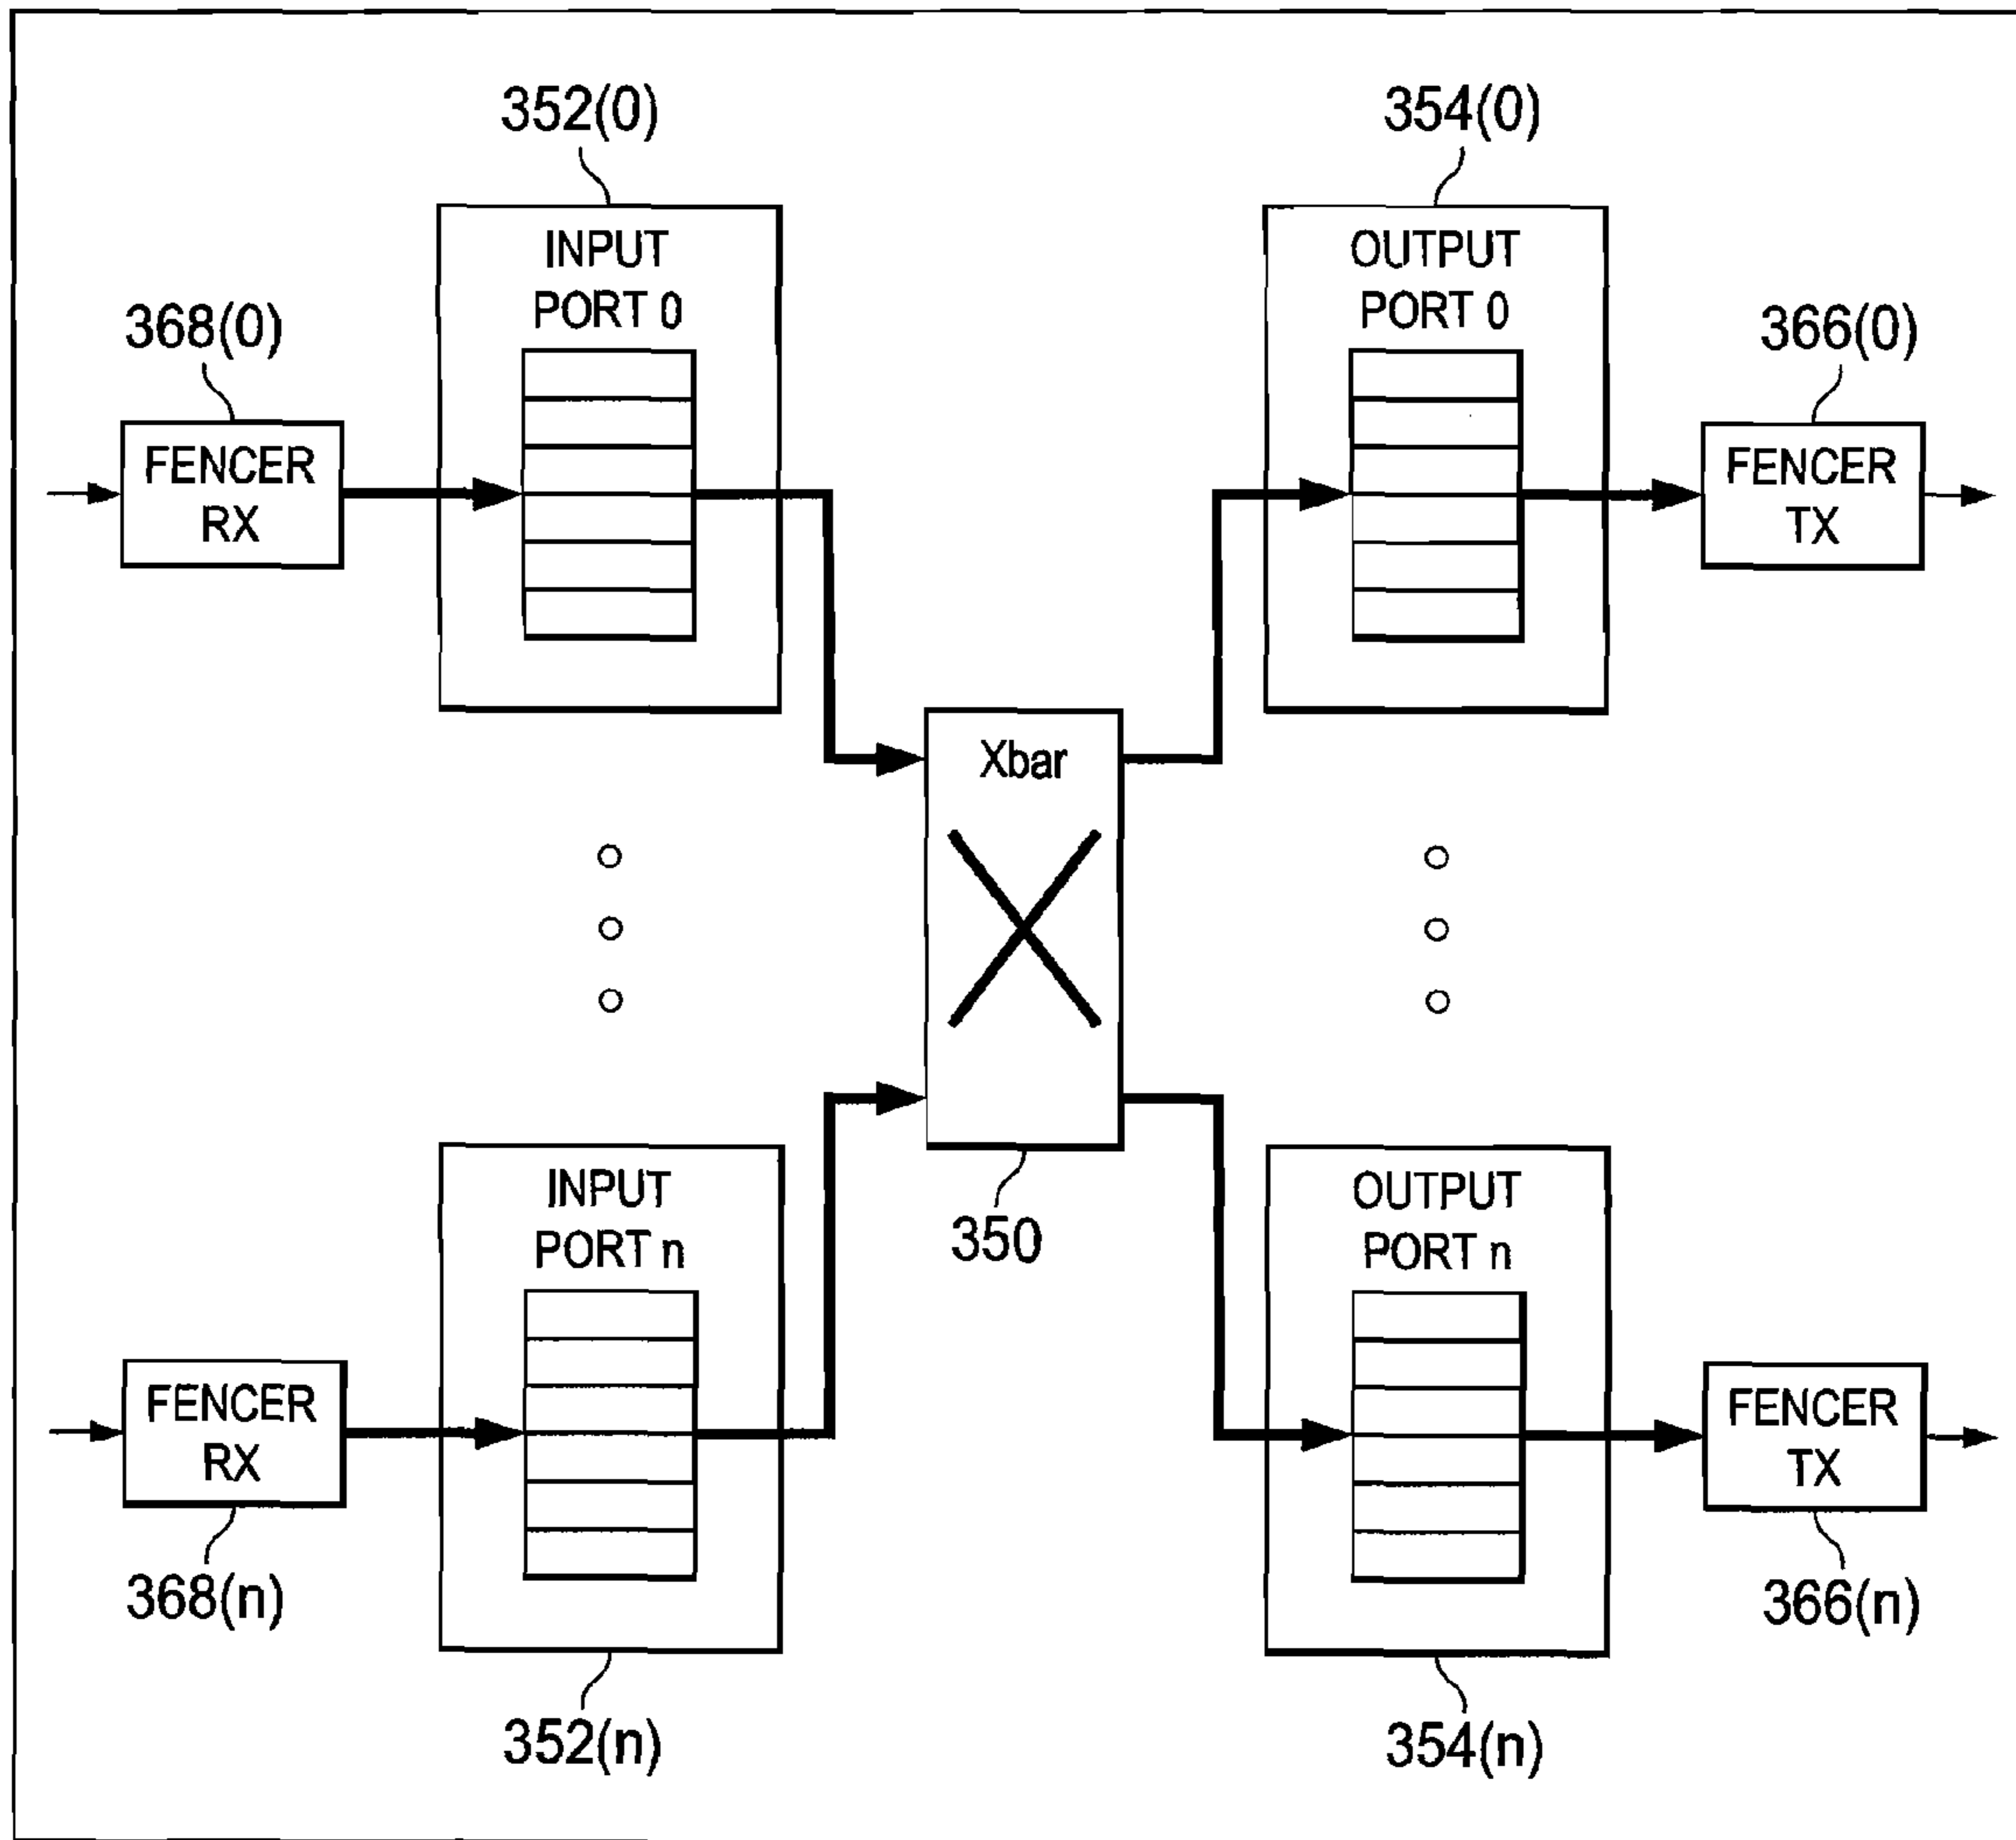 352(0)
354(0)
INPUT
PORT 0
OUTPUT
PORT 0
368(0)
366(0)
FENCER
RX
FENCER
TX
Xbar
350
INPUT
PORT n
OUTPUT
PORT n
FENCER
RX
FENCER
TX
368(n)
366(n)
352(n)
354(n)